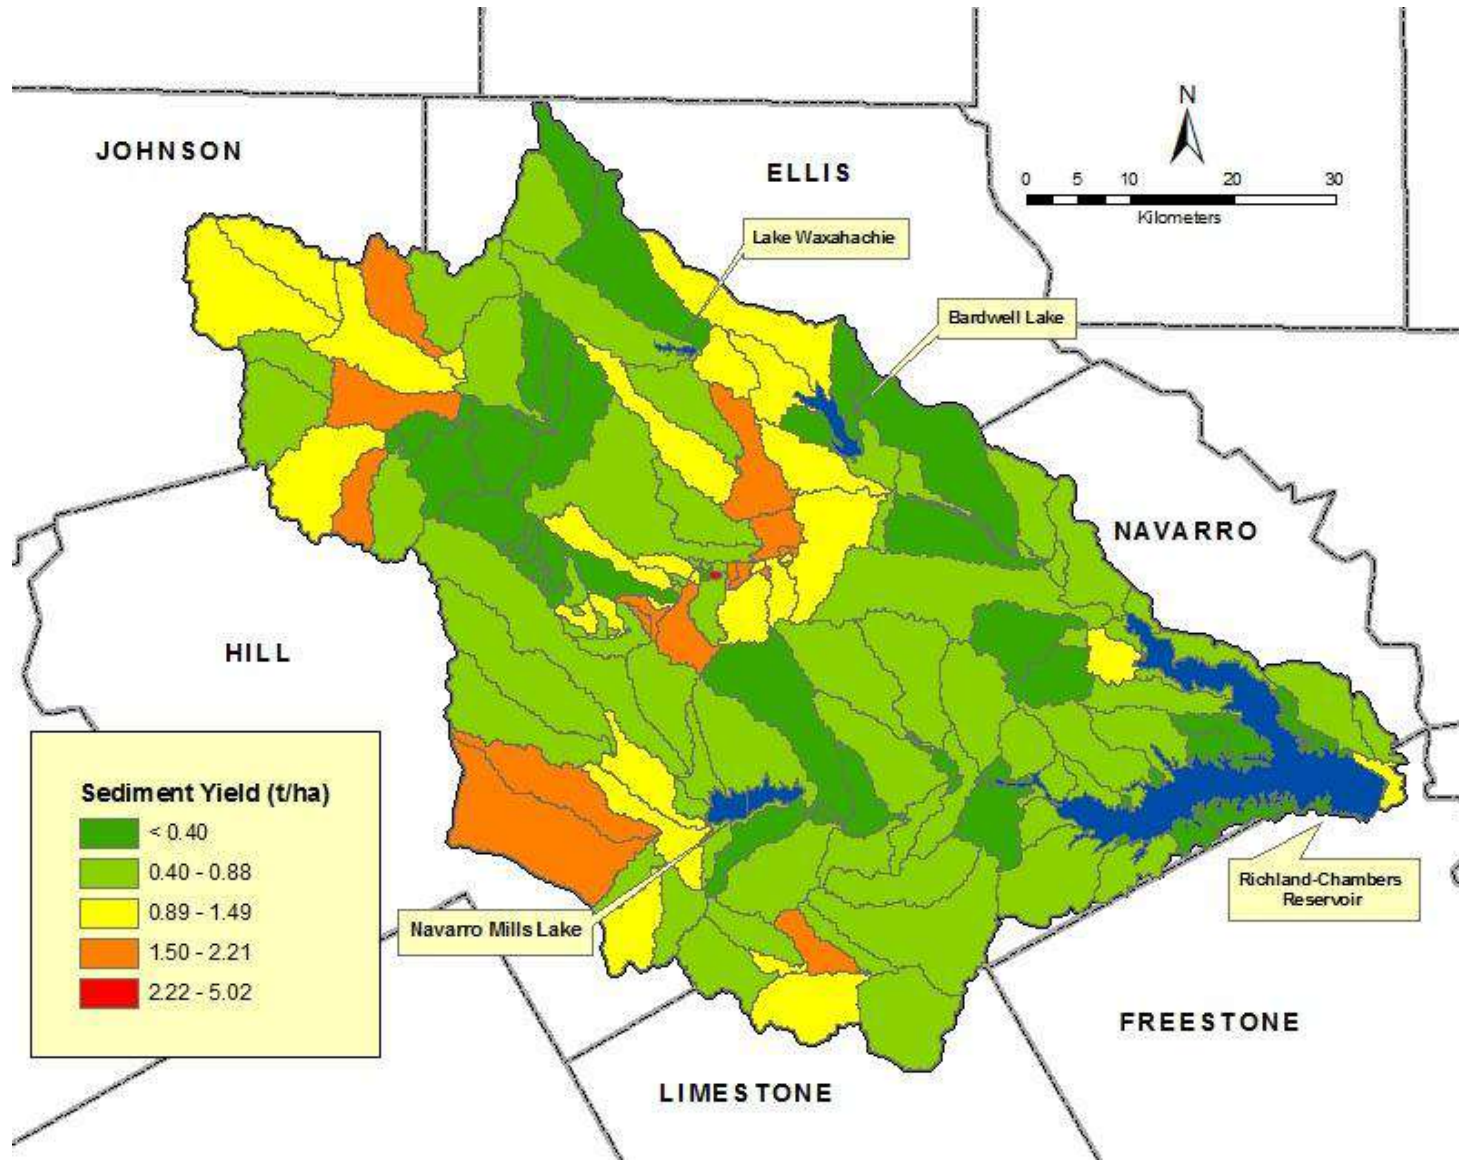 N
JOHNSON
ELLIS
0 5 10 20 30
Kilometers
Lake Waxahachie
Bardwell Lake
NAVARRO
HILL
Sediment Yield (t/ha)
< 0.40
0.40 - 0.88
0.89 - 1.49
1.50 - 2.21
2.22 - 5.02
Richland-Chambers
Reservoir
Navarro Mills Lake
FREESTONE
LIMESTONE